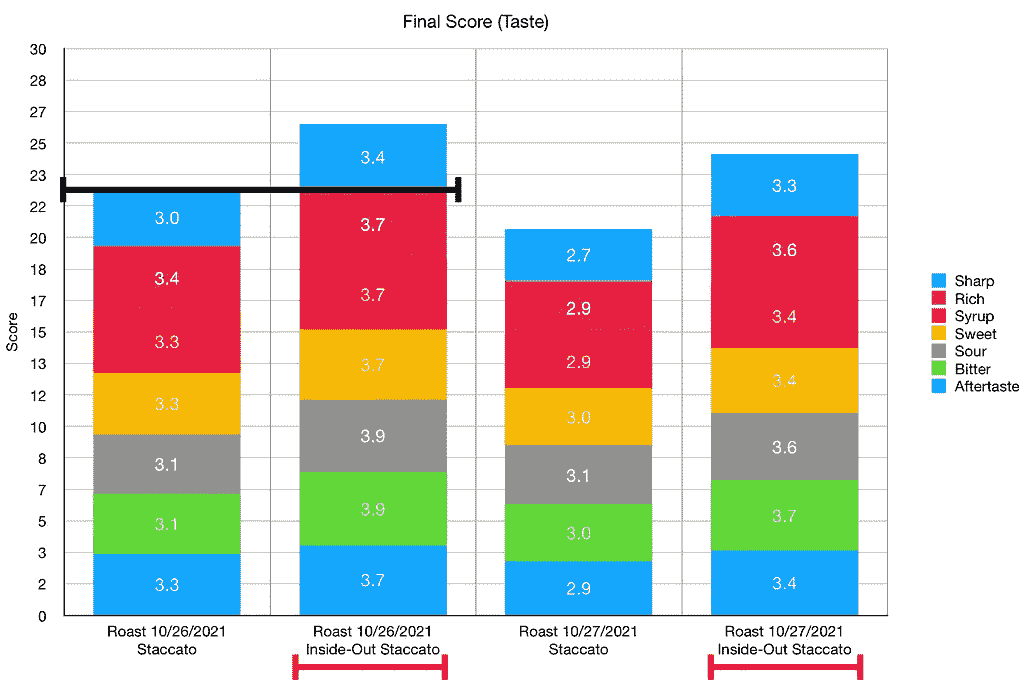 Final Score (Taste)
Score
30
28
27
25
23
22
20
18
17
15
13
12
10
8
7
5
3
2
0
3.0
3.4
3.3
3.3
3.1
3.1
3.3
3.4
3.7
3.7
3.7
3.9
3.9
3.7
2.7
2.9
2.9
3.0
3.1
3.0
2.9
3.3
3.6
3.4
3.4
3.6
3.7
3.4
Roast 10/26/2021
Staccato
Roast 10/26/2021
Inside-Out Staccato
Roast 10/27/2021
Staccato
Roast 10/27/2021
Inside-Out Staccato
Sharp
Rich
Syrup
Sweet
Sour
Bitter
Aftertaste